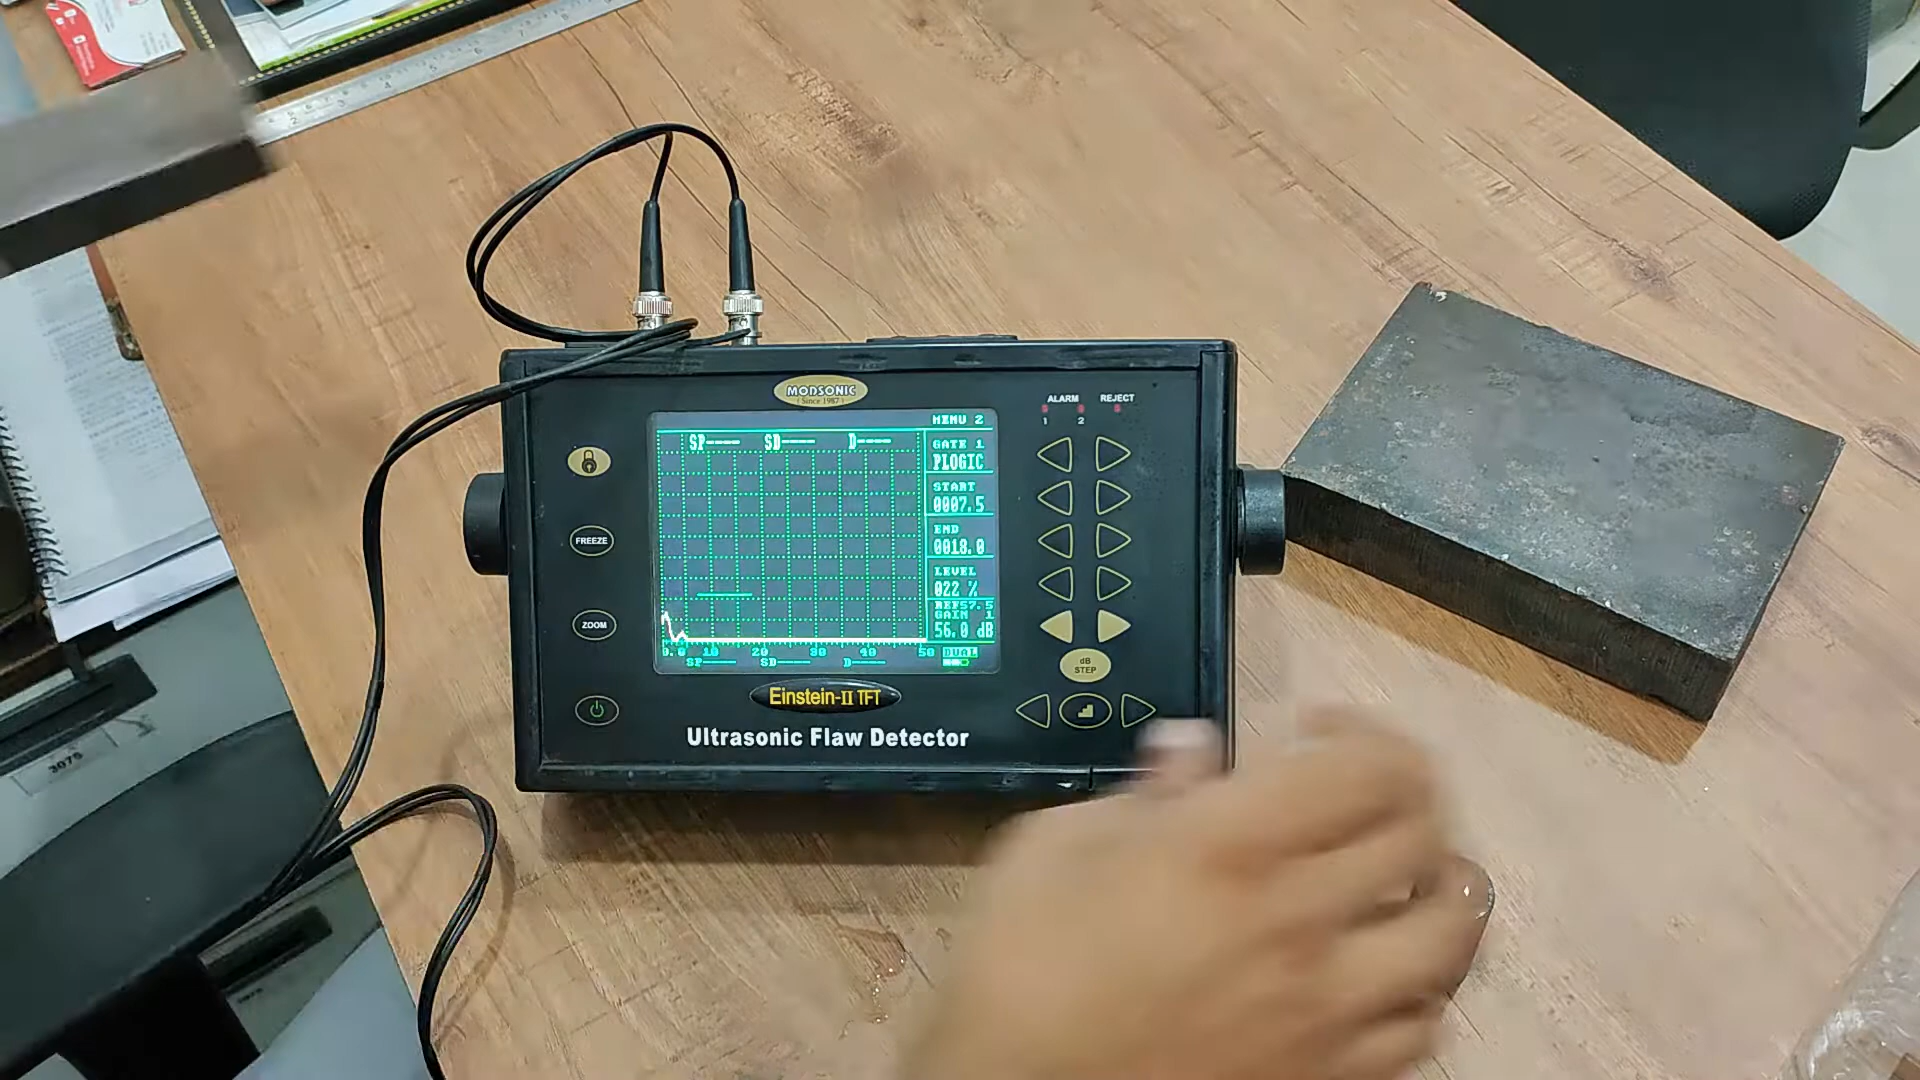 MODSONIC
(Since 1987)
ALARM
REJECT
1 2
MENU 2
SP---- SD---- D----
GATE 1
PLOGIC
START
0007.5
END
0018.0
LEVEL
022 %
REF57.5
GAIN 1
56.0 dB
0.0 10 20 30 40 50 DUAL
SP---- SD---- D----
FREEZE
ZOOM
dB
STEP
Einstein-II TFT
Ultrasonic Flaw Detector
3075